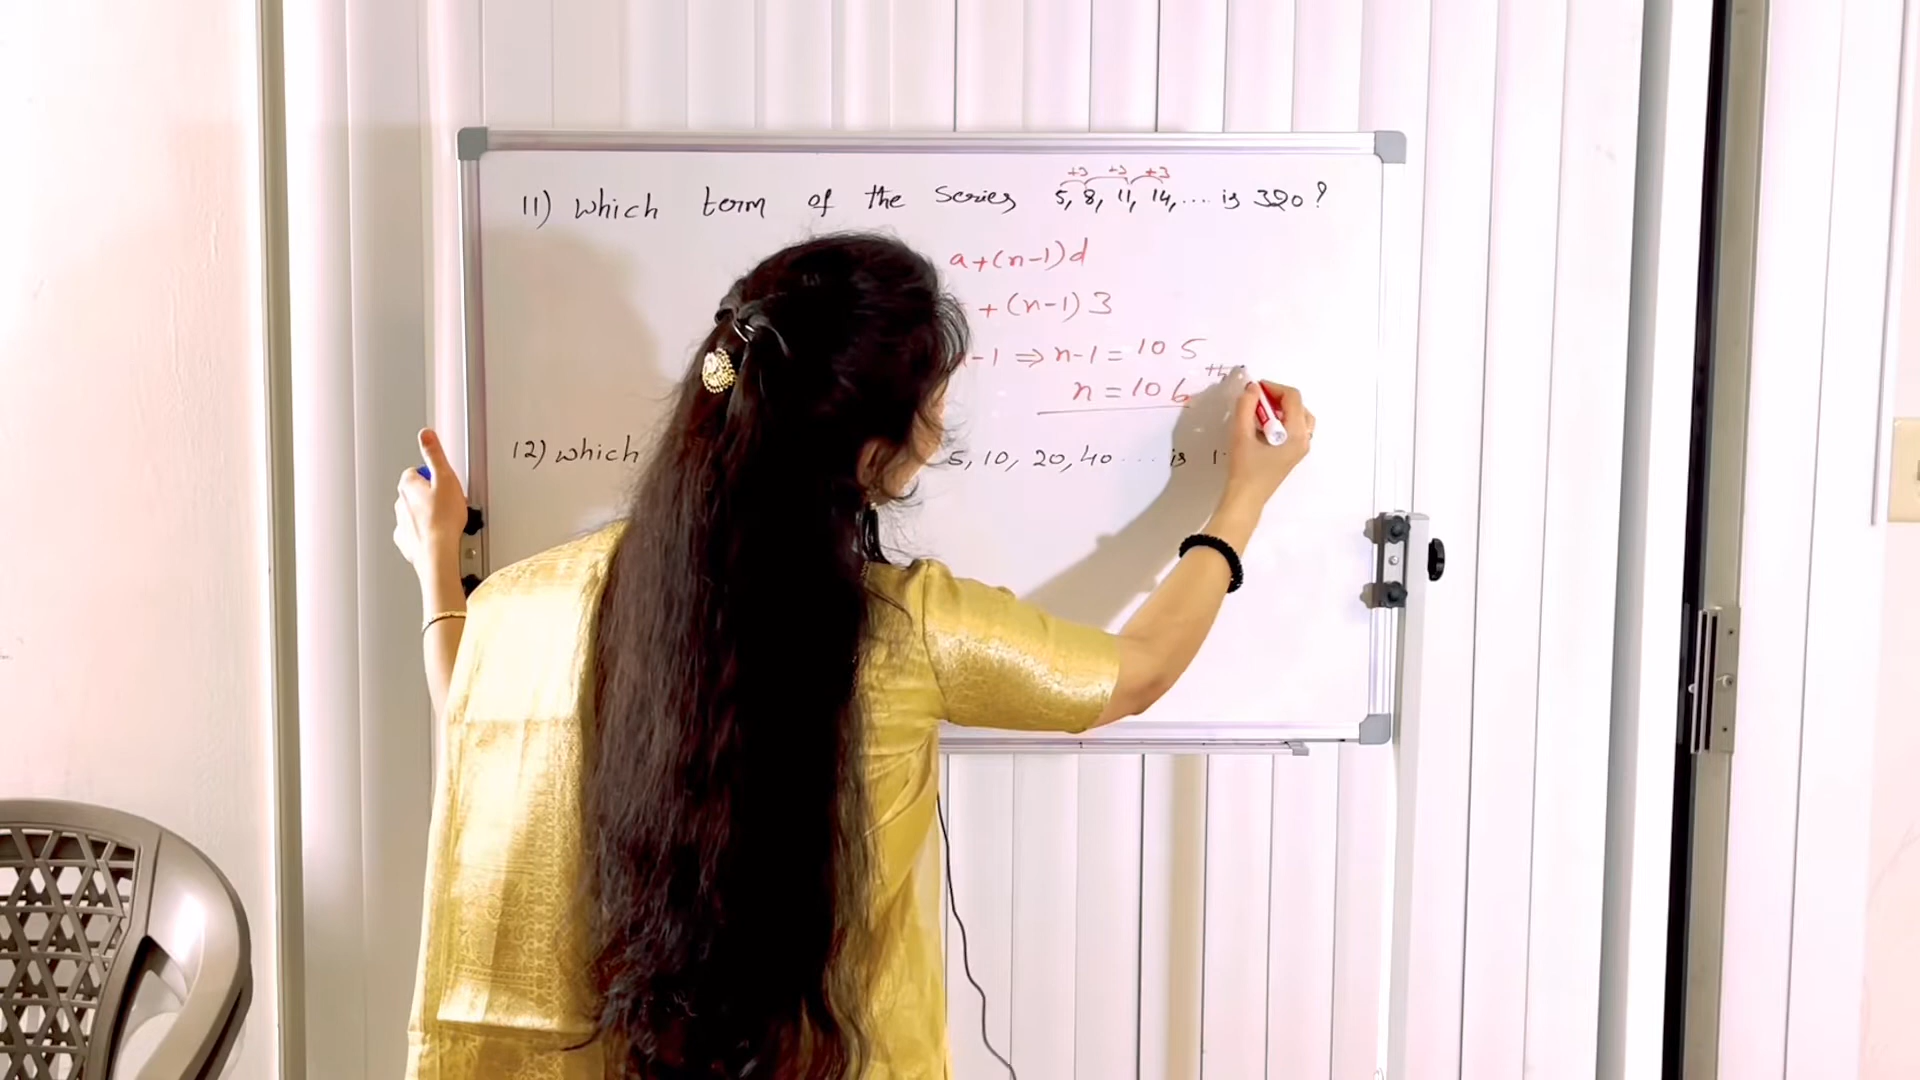 +3 +3 +3
11) which term of the series 5, 8, 11, 14, .... is 320?
a+(n-1)d
+ (n-1) 3
-1 ⇒ n-1 = 105
n = 106 th
12) which 5, 10, 20, 40 .... is